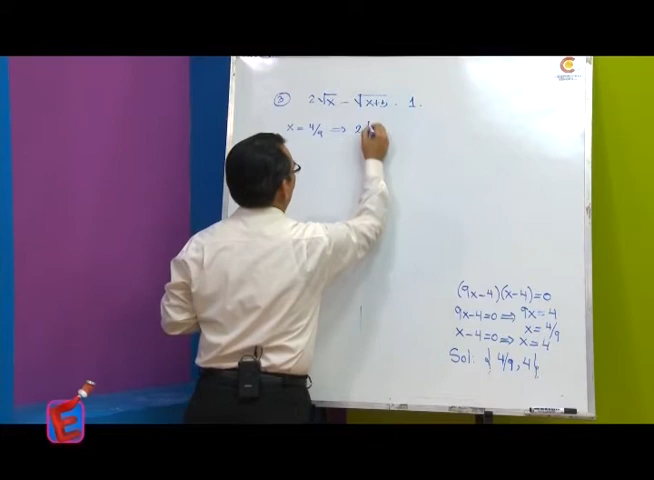 3) 2√x − √x+5 = 1.
x = 4/9 ⇒ 2
(9x−4)(x−4)=0
9x−4=0 ⇒ 9x=4
x=4/9
x−4=0 ⇒ x=4
Sol: {4/9, 4}
E